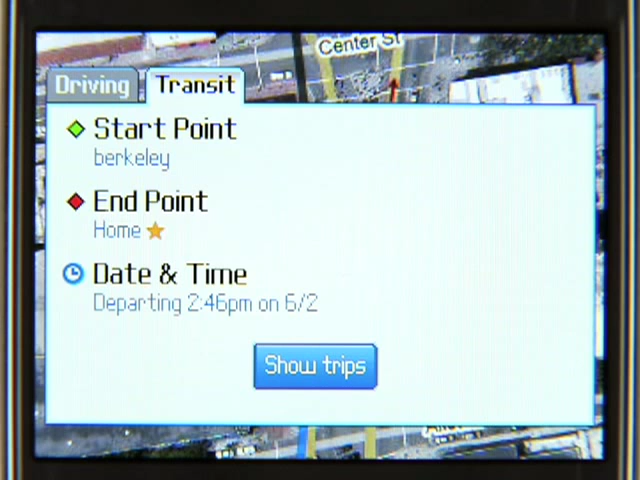 Center St
Driving
Transit
Start Point
berkeley
End Point
Home
Date & Time
Departing 2:46pm on 6/2
Show trips